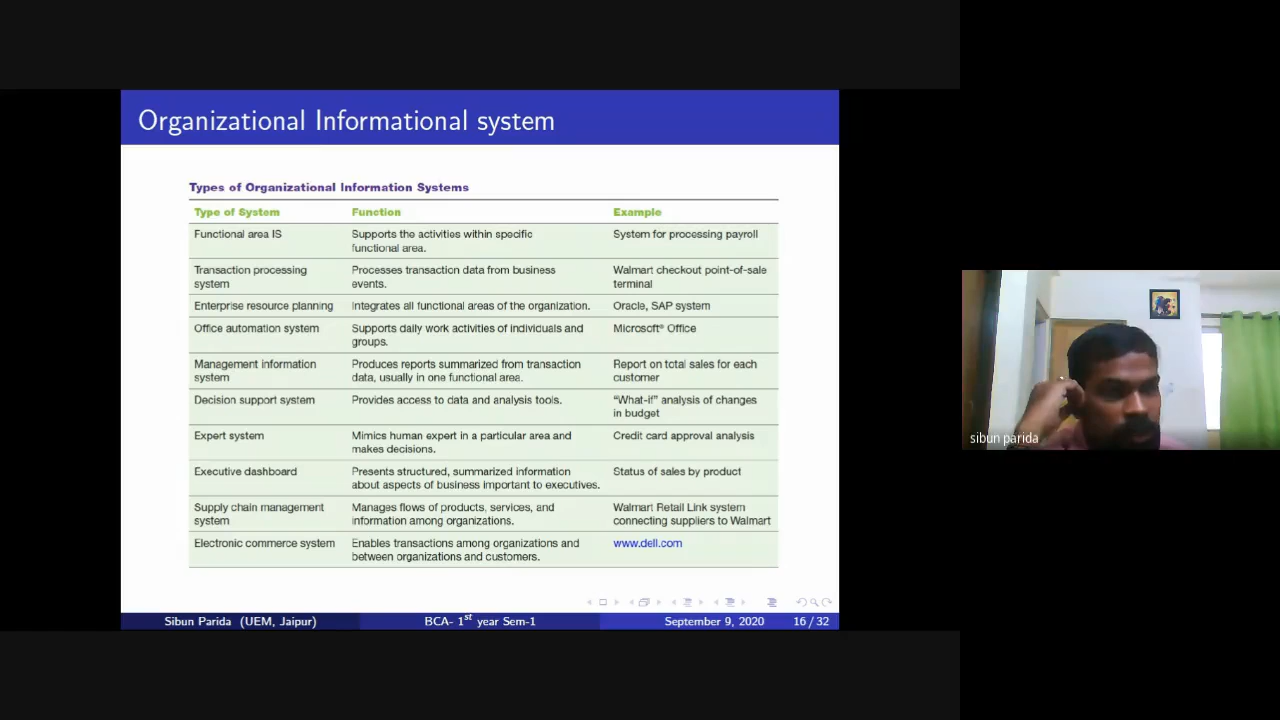 Organizational Informational system
Types of Organizational Information Systems
Type of System Function Example
Functional area IS Supports the activities within specific System for processing payroll
functional area.
Transaction processing Processes transaction data from business Walmart checkout point-of-sale
system events. terminal
Enterprise resource planning Integrates all functional areas of the organization. Oracle, SAP system
Office automation system Supports daily work activities of individuals and Microsoft® Office
groups.
Management information Produces reports summarized from transaction Report on total sales for each
system data, usually in one functional area. customer
Decision support system Provides access to data and analysis tools. “What-if” analysis of changes
in budget
Expert system Mimics human expert in a particular area and Credit card approval analysis
makes decisions.
Executive dashboard Presents structured, summarized information Status of sales by product
about aspects of business important to executives.
Supply chain management Manages flows of products, services, and Walmart Retail Link system
system information among organizations. connecting suppliers to Walmart
Electronic commerce system Enables transactions among organizations and www.dell.com
between organizations and customers.
Sibun Parida (UEM, Jaipur) BCA- 1st year Sem-1 September 9, 2020 16 / 32
sibun parida